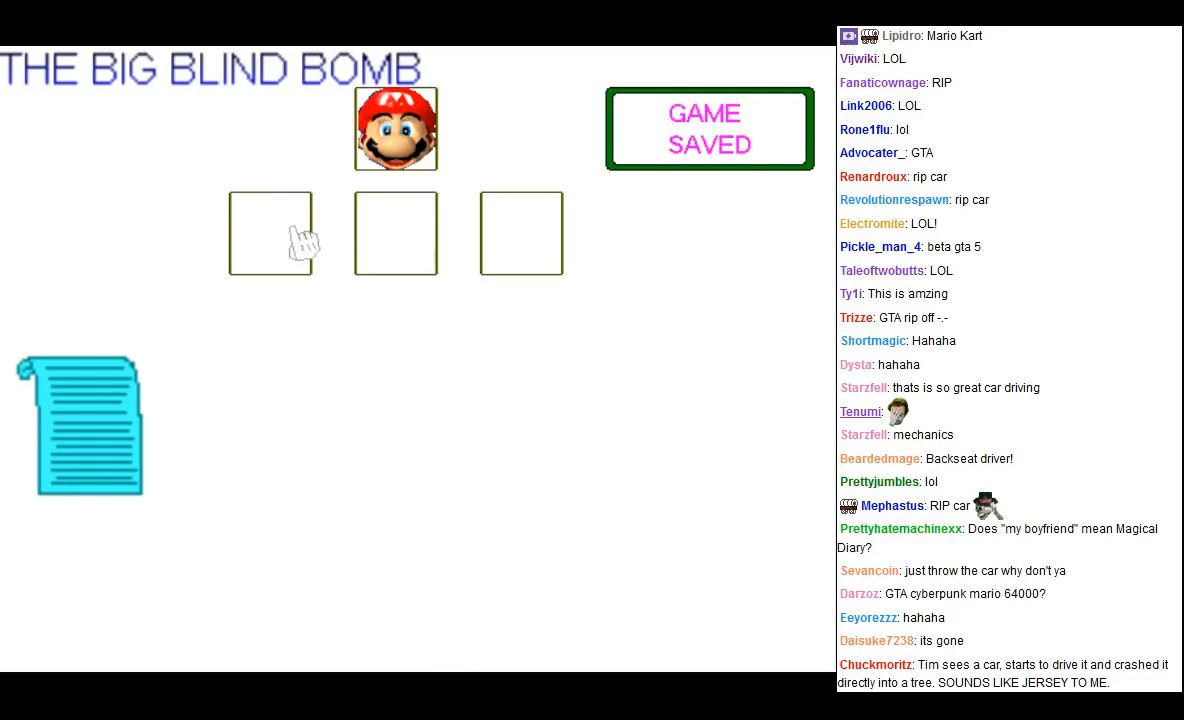 THE BIG BLIND BOMB
GAME
SAVED
Lipidro: Mario Kart
Vijwiki: LOL
Fanaticownage: RIP
Link2006: LOL
Rone1flu: lol
Advocater_: GTA
Renardroux: rip car
Revolutionrespawn: rip car
Electromite: LOL!
Pickle_man_4: beta gta 5
Taleoftwobutts: LOL
Ty1i: This is amzing
Trizze: GTA rip off -.-
Shortmagic: Hahaha
Dysta: hahaha
Starzfell: thats is so great car driving
Tenumi:
Starzfell: mechanics
Beardedmage: Backseat driver!
Prettyjumbles: lol
Mephastus: RIP car
Prettyhatemachinexx: Does "my boyfriend" mean Magical
Diary?
Sevancoin: just throw the car why don't ya
Darzoz: GTA cyberpunk mario 64000?
Eeyorezzz: hahaha
Daisuke7238: its gone
Chuckmoritz: Tim sees a car, starts to drive it and crashed it
directly into a tree. SOUNDS LIKE JERSEY TO ME.